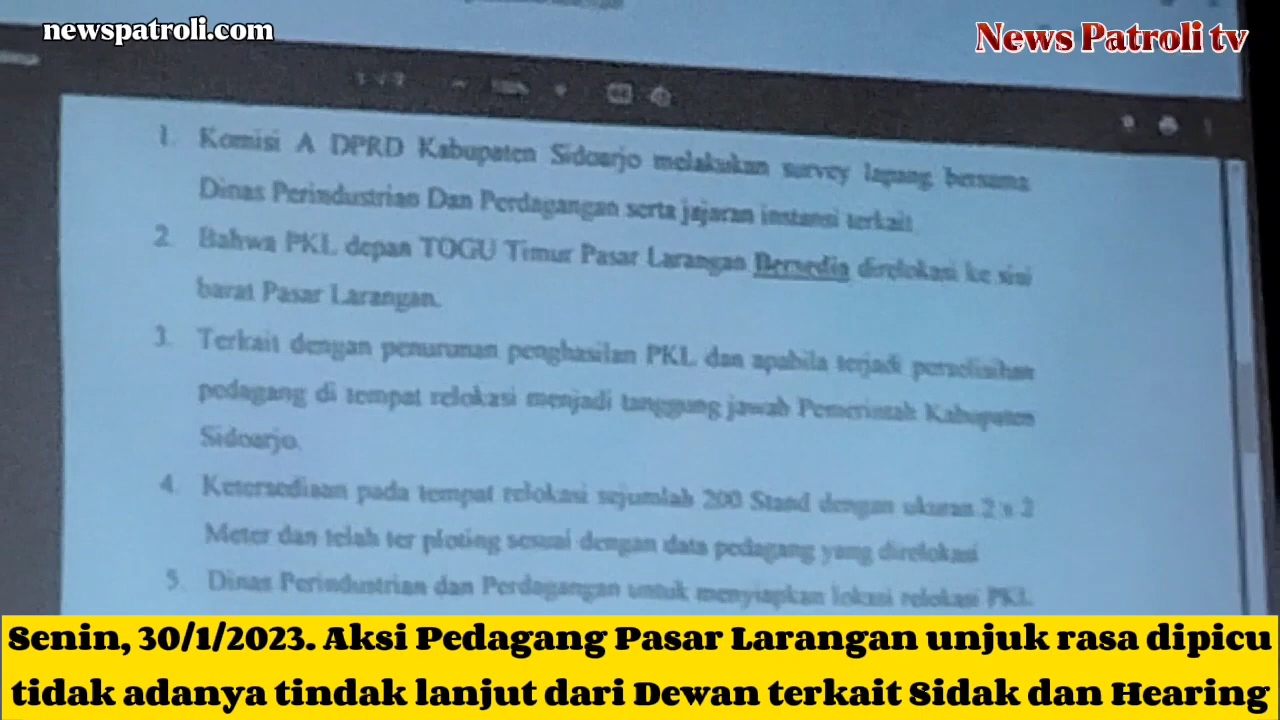 newspatroli.com
News Patroli tv
1. Komisi A DPRD Kabupaten Sidoarjo melakukan survey lapang bersama
Dinas Perindustrian Dan Perdagangan serta jajaran instansi terkait
2. Bahwa PKL depan TOGU Timur Pasar Larangan Bersedia direlokasi ke sisi
barat Pasar Larangan.
3. Terkait dengan penurunan penghasilan PKL dan apabila terjadi perselisihan
pedagang di tempat relokasi menjadi tanggung jawab Pemerintah Kabupaten
Sidoarjo.
4. Ketersediaan pada tempat relokasi sejumlah 200 Stand dengan ukuran 2 x 2
Meter dan telah ter ploting sesuai dengan data pedagang yang direlokasi
5. Dinas Perindustrian dan Perdagangan untuk menyiapkan lokasi relokasi PKL
Senin, 30/1/2023. Aksi Pedagang Pasar Larangan unjuk rasa dipicu
tidak adanya tindak lanjut dari Dewan terkait Sidak dan Hearing